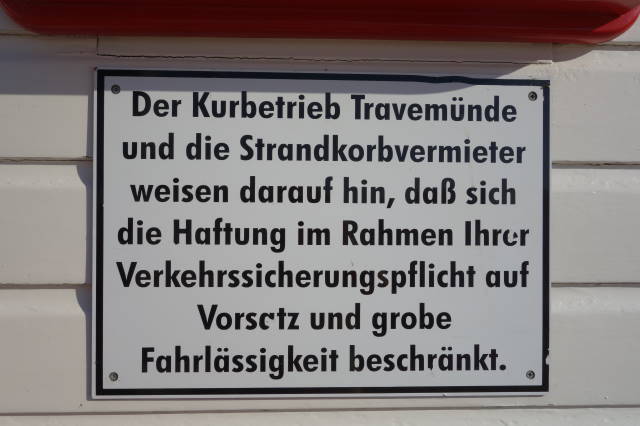 Der Kurbetrieb Travemünde
und die Strandkorbvermieter
weisen darauf hin, daß sich
die Haftung im Rahmen Ihrer
Verkehrssicherungspflicht auf
Vorsatz und grobe
Fahrlässigkeit beschränkt.